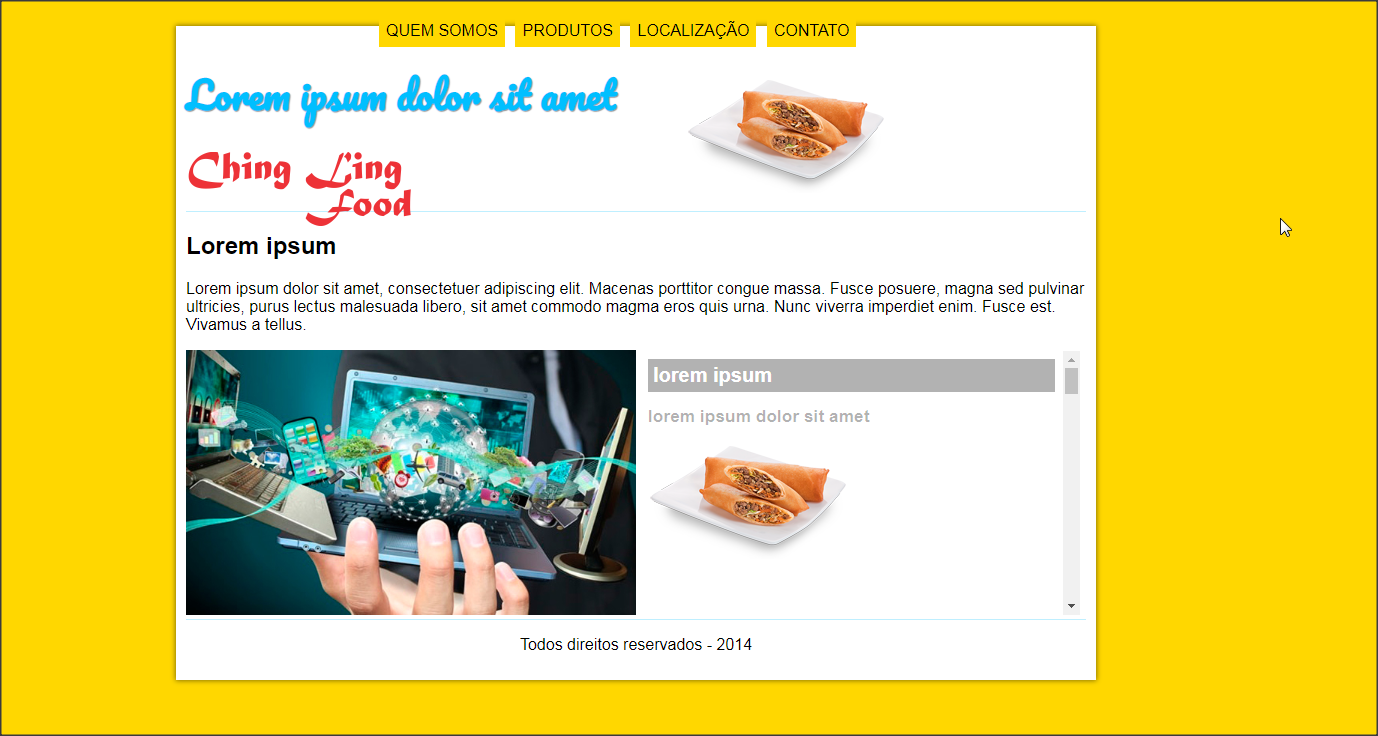 QUEM SOMOS PRODUTOS LOCALIZAÇÃO CONTATO
Lorem ipsum dolor sit amet
Ching Ling
Food
Lorem ipsum
Lorem ipsum dolor sit amet, consectetuer adipiscing elit. Macenas porttitor congue massa. Fusce posuere, magna sed pulvinar
ultricies, purus lectus malesuada libero, sit amet commodo magma eros quis urna. Nunc viverra imperdiet enim. Fusce est.
Vivamus a tellus.
lorem ipsum
lorem ipsum dolor sit amet
Todos direitos reservados - 2014